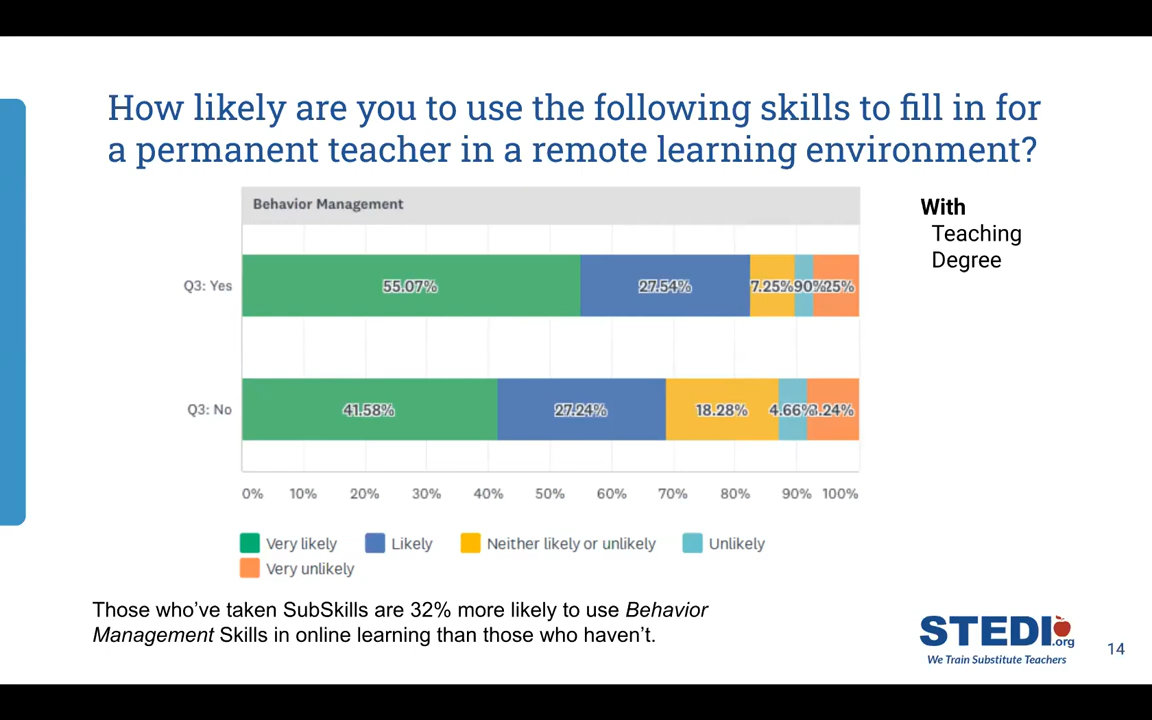 How likely are you to use the following skills to fill in for
a permanent teacher in a remote learning environment?
Behavior Management
With
Teaching
Degree
Q3: Yes
55.07%
27.54%
7.25%
90%
25%
Q3: No
41.58%
27.24%
18.28%
4.66%
.24%
0% 10% 20% 30% 40% 50% 60% 70% 80% 90% 100%
Very likely Likely Neither likely or unlikely Unlikely
Very unlikely
Those who've taken SubSkills are 32% more likely to use Behavior
Management Skills in online learning than those who haven't.
STEDI.org
We Train Substitute Teachers
14